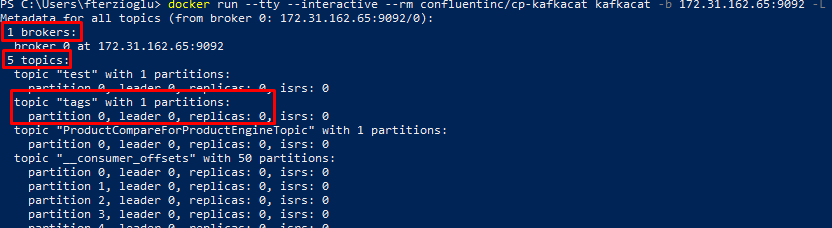 PS C:\Users\fterzioglu> docker run --tty --interactive --rm confluentinc/cp-kafkacat kafkacat -b 172.31.162.65:9092 -L
Metadata for all topics (from broker 0: 172.31.162.65:9092/0):
1 brokers:
broker 0 at 172.31.162.65:9092
5 topics:
topic "test" with 1 partitions:
partition 0, leader 0, replicas: 0, isrs: 0
topic "tags" with 1 partitions:
partition 0, leader 0, replicas: 0, isrs: 0
topic "ProductCompareForProductEngineTopic" with 1 partitions:
partition 0, leader 0, replicas: 0, isrs: 0
topic "__consumer_offsets" with 50 partitions:
partition 0, leader 0, replicas: 0, isrs: 0
partition 1, leader 0, replicas: 0, isrs: 0
partition 2, leader 0, replicas: 0, isrs: 0
partition 3, leader 0, replicas: 0, isrs: 0
partition 4, leader 0, replicas: 0, isrs: 0